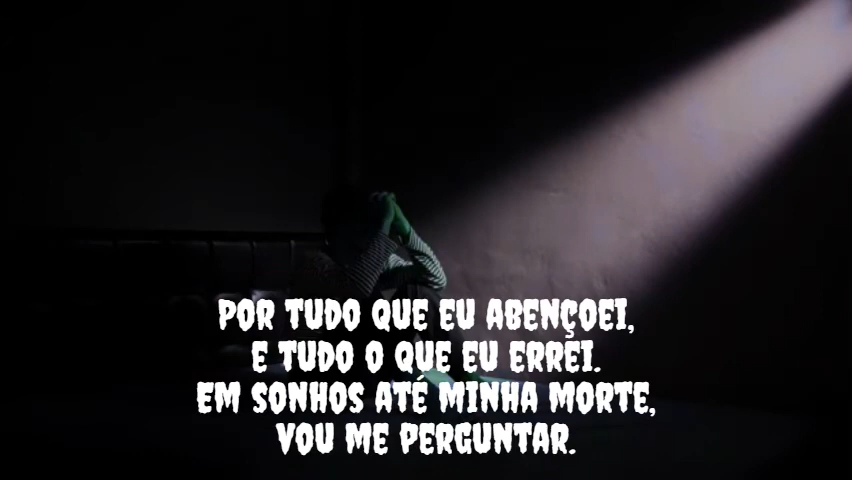 POR TUDO QUE EU ABENÇOEI,
E TUDO O QUE EU ERREI.
EM SONHOS ATÉ MINHA MORTE,
VOU ME PERGUNTAR.